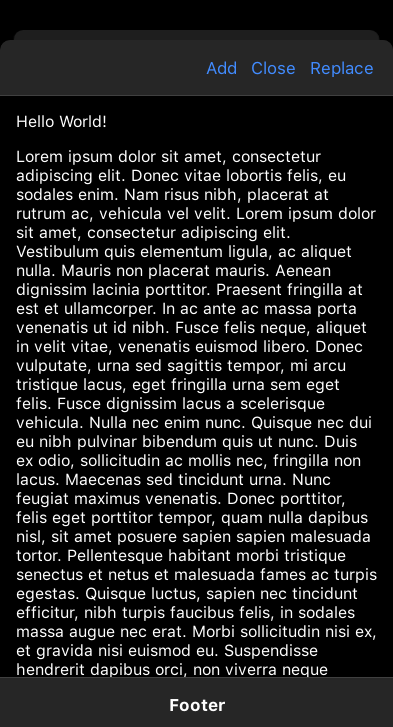 Add Close Replace
Hello World!
Lorem ipsum dolor sit amet, consectetur
adipiscing elit. Donec vitae lobortis felis, eu
sodales enim. Nam risus nibh, placerat at
rutrum ac, vehicula vel velit. Lorem ipsum dolor
sit amet, consectetur adipiscing elit.
Vestibulum quis elementum ligula, ac aliquet
nulla. Mauris non placerat mauris. Aenean
dignissim lacinia porttitor. Praesent fringilla at
est et ullamcorper. In ac ante ac massa porta
venenatis ut id nibh. Fusce felis neque, aliquet
in velit vitae, venenatis euismod libero. Donec
vulputate, urna sed sagittis tempor, mi arcu
tristique lacus, eget fringilla urna sem eget
felis. Fusce dignissim lacus a scelerisque
vehicula. Nulla nec enim nunc. Quisque nec dui
eu nibh pulvinar bibendum quis ut nunc. Duis
ex odio, sollicitudin ac mollis nec, fringilla non
lacus. Maecenas sed tincidunt urna. Nunc
feugiat maximus venenatis. Donec porttitor,
felis eget porttitor tempor, quam nulla dapibus
nisl, sit amet posuere sapien sapien malesuada
tortor. Pellentesque habitant morbi tristique
senectus et netus et malesuada fames ac turpis
egestas. Quisque luctus, sapien nec tincidunt
efficitur, nibh turpis faucibus felis, in sodales
massa augue nec erat. Morbi sollicitudin nisi ex,
et gravida nisi euismod eu. Suspendisse
hendrerit dapibus orci, non viverra neque
Footer